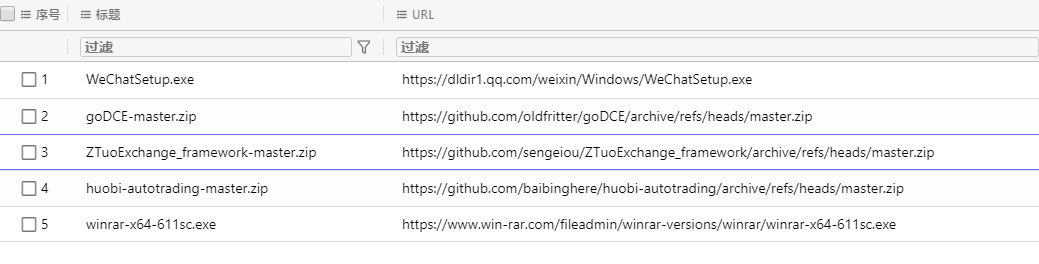 序号 标题 URL
过滤 过滤
1 WeChatSetup.exe https://dldir1.qq.com/weixin/Windows/WeChatSetup.exe
2 goDCE-master.zip https://github.com/oldfritter/goDCE/archive/refs/heads/master.zip
3 ZTuoExchange_framework-master.zip https://github.com/sengeiou/ZTuoExchange_framework/archive/refs/heads/master.zip
4 huobi-autotrading-master.zip https://github.com/baibinghere/huobi-autotrading/archive/refs/heads/master.zip
5 winrar-x64-611sc.exe https://www.win-rar.com/fileadmin/winrar-versions/winrar/winrar-x64-611sc.exe